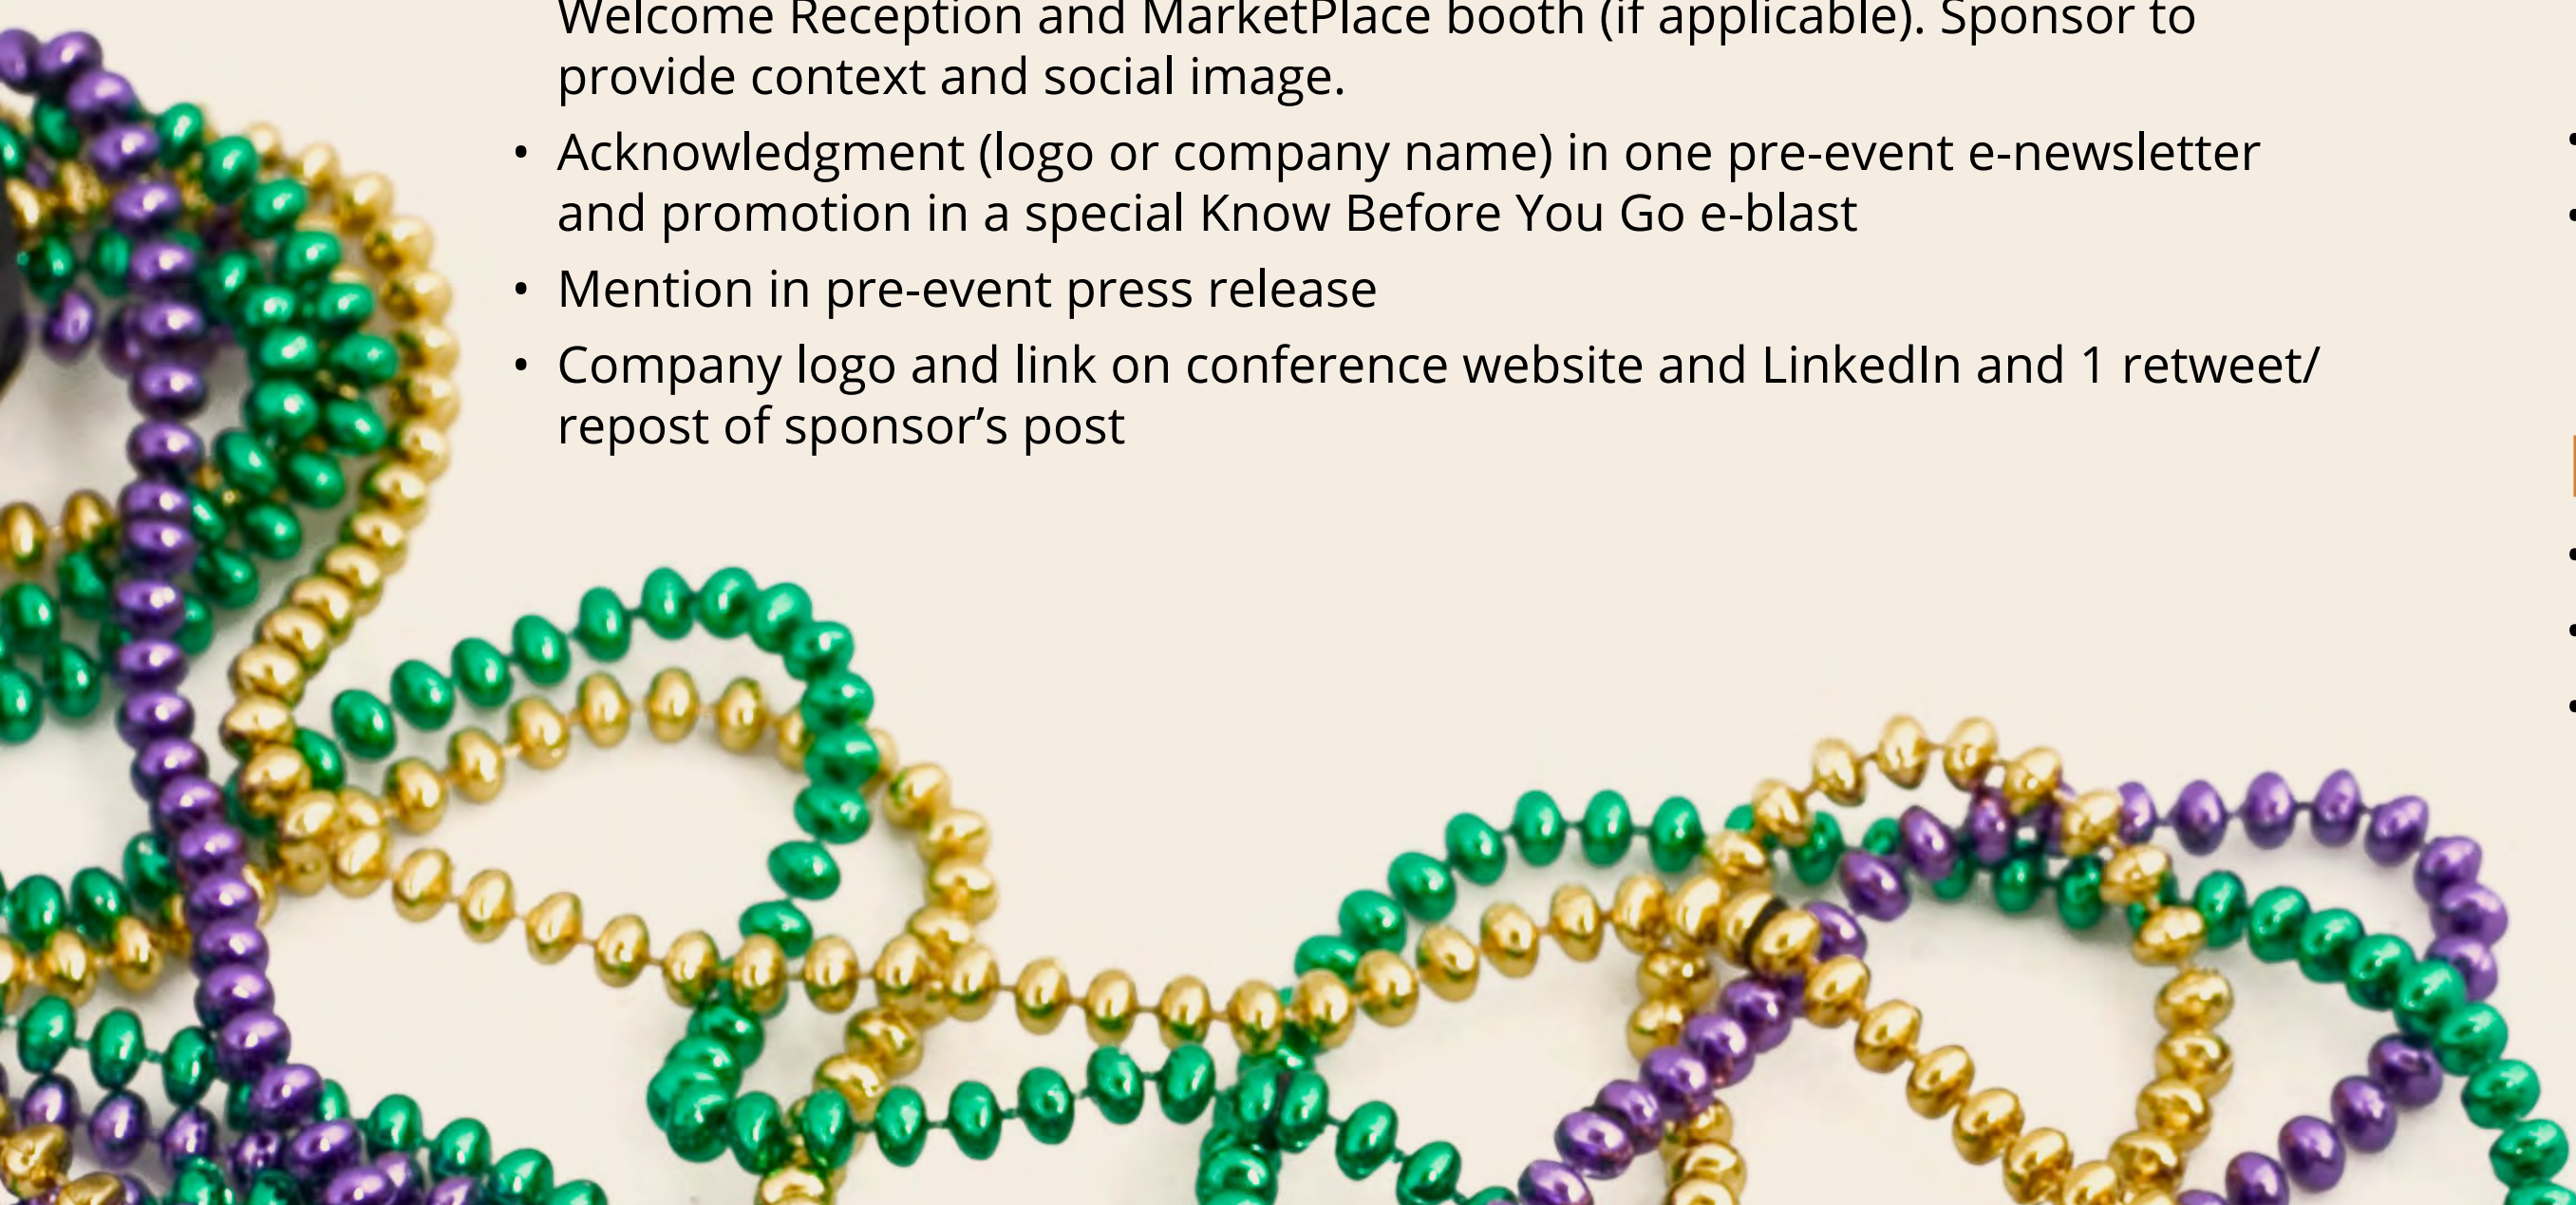 Welcome Reception and MarketPlace booth (if applicable). Sponsor to
provide context and social image.
• Acknowledgment (logo or company name) in one pre-event e-newsletter
and promotion in a special Know Before You Go e-blast
• Mention in pre-event press release
• Company logo and link on conference website and LinkedIn and 1 retweet/
repost of sponsor’s post